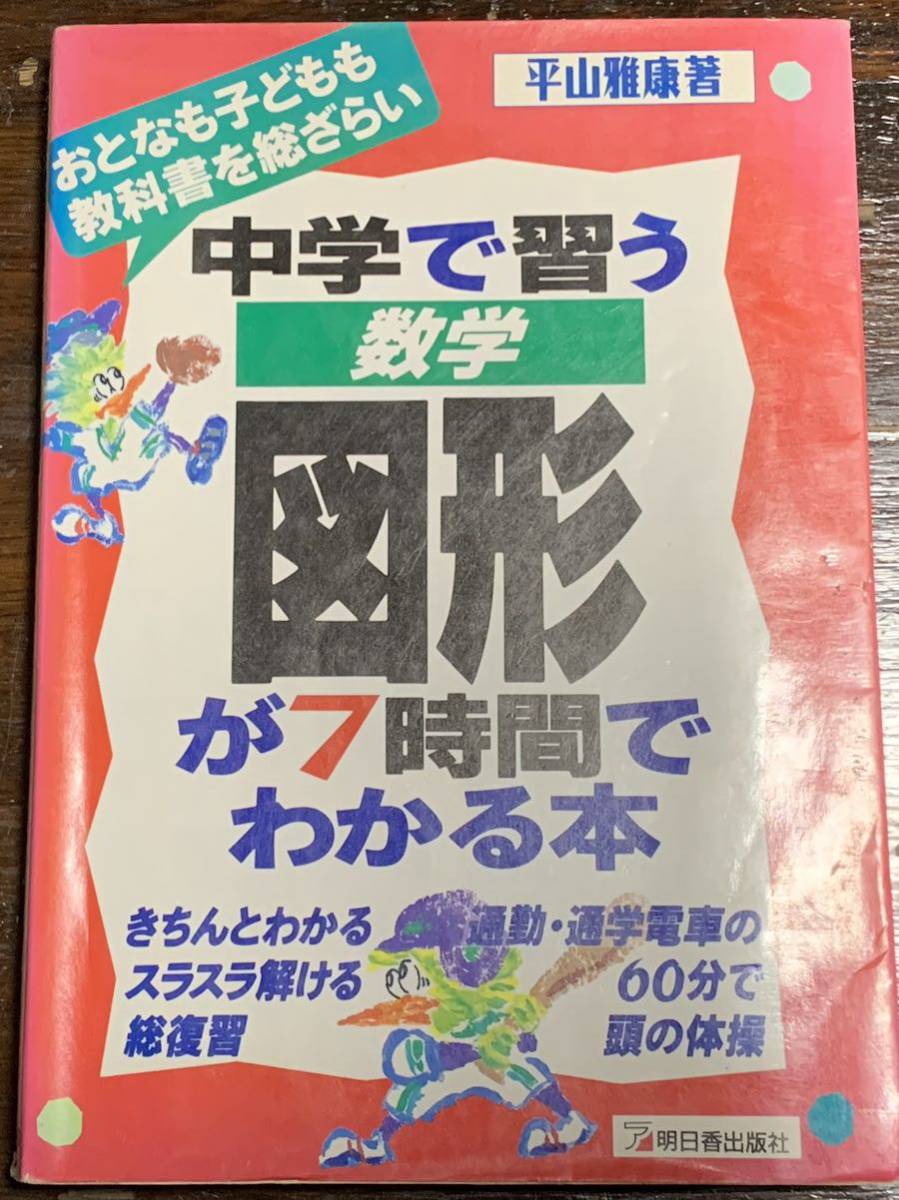 おとなも子どもも
教科書を総ざらい
平山雅康著
中学で習う
数学
図形
が7時間で
わかる本
きちんとわかる
スラスラ解ける
総復習
通勤・通学電車の
60分で
頭の体操
明日香出版社